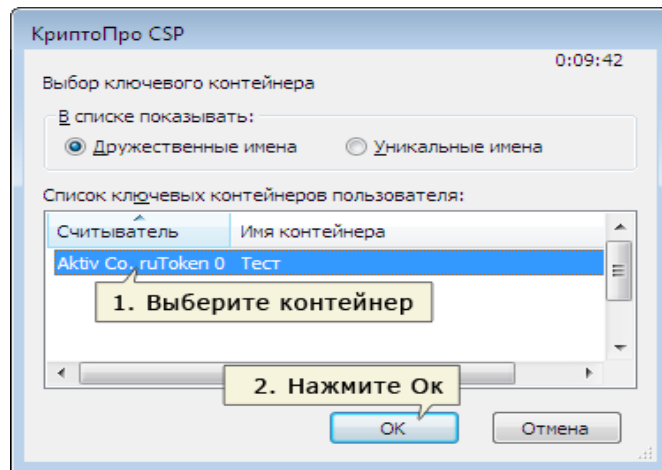 КриптоПро CSP
0:09:42
Выбор ключевого контейнера
В списке показывать:
Дружественные имена Уникальные имена
Список ключевых контейнеров пользователя:
Считыватель Имя контейнера
Aktiv Co. ruToken 0 Тест
1. Выберите контейнер
2. Нажмите Ок
OK Отмена